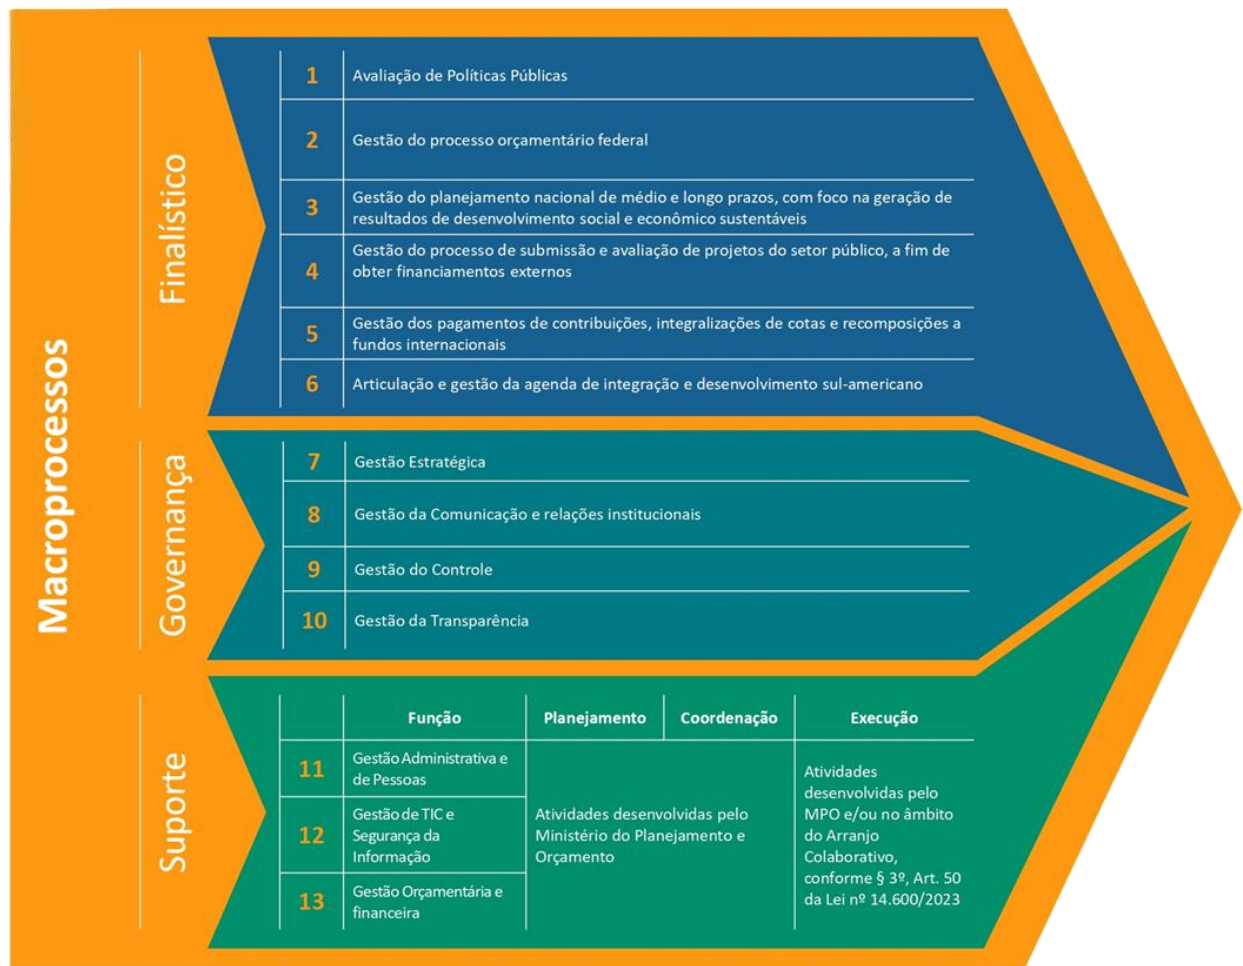 Macroprocessos
Finalístico
1
Avaliação de Políticas Públicas
2
Gestão do processo orçamentário federal
3
Gestão do planejamento nacional de médio e longo prazos, com foco na geração de
resultados de desenvolvimento social e econômico sustentáveis
4
Gestão do processo de submissão e avaliação de projetos do setor público, a fim de
obter financiamentos externos
5
Gestão dos pagamentos de contribuições, integralizações de cotas e recomposições a
fundos internacionais
6
Articulação e gestão da agenda de integração e desenvolvimento sul-americano
Governança
7
Gestão Estratégica
8
Gestão da Comunicação e relações institucionais
9
Gestão do Controle
10
Gestão da Transparência
Suporte
Função
Planejamento
Coordenação
Execução
11
Gestão Administrativa e
de Pessoas
12
Gestão de TIC e
Segurança da
Informação
13
Gestão Orçamentária e
financeira
Atividades desenvolvidas pelo
Ministério do Planejamento e
Orçamento
Atividades
desenvolvidas pelo
MPO e/ou no âmbito
do Arranjo
Colaborativo,
conforme § 3º, Art. 50
da Lei nº 14.600/2023